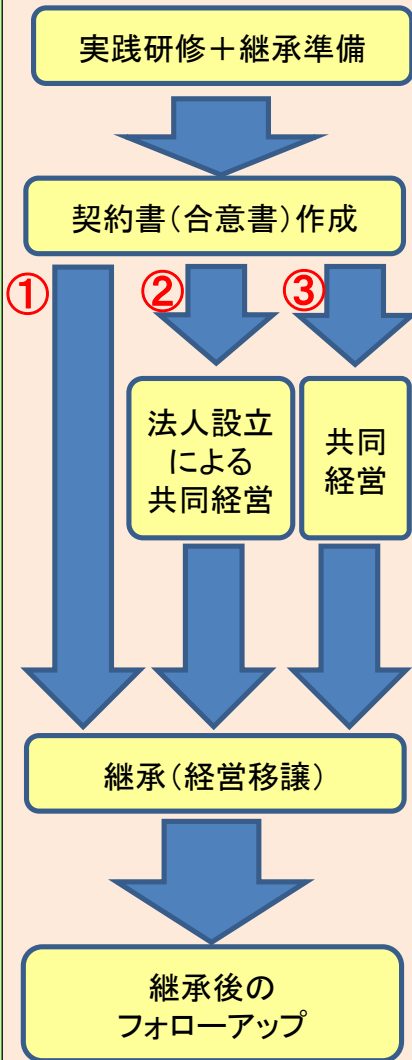 実践研修＋継承準備
契約書（合意書）作成
①
②
③
法人設立
による
共同経営
共同
経営
継承（経営移譲）
継承後の
フォローアップ